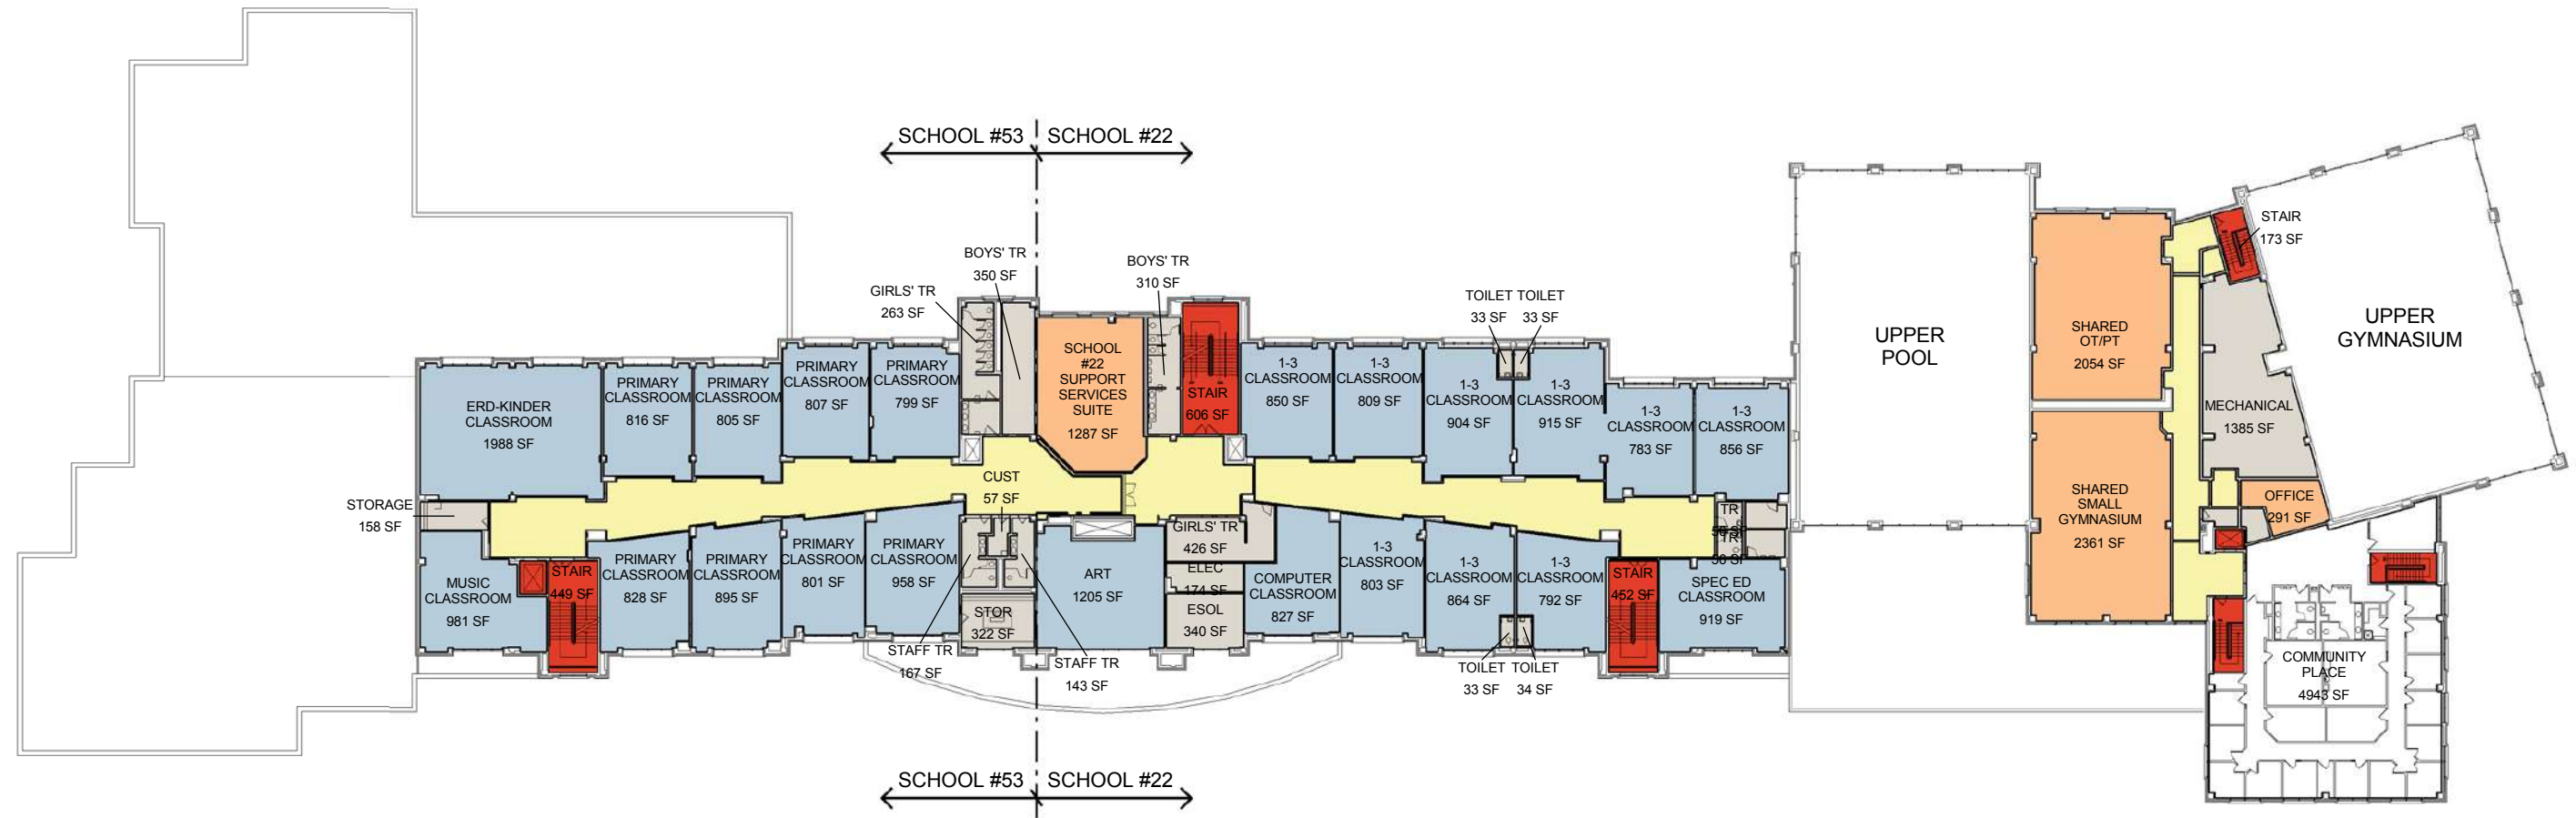 SCHOOL #53
SCHOOL #22
BOYS' TR
350 SF
GIRLS' TR
263 SF
BOYS' TR
310 SF
TOILET
33 SF
TOILET
33 SF
STAIR
173 SF
UPPER
POOL
UPPER
GYMNASIUM
SHARED
OT/PT
2054 SF
MECHANICAL
1385 SF
SHARED
SMALL
GYMNASIUM
2361 SF
OFFICE
291 SF
COMMUNITY
PLACE
4943 SF
ERD-KINDER
CLASSROOM
1988 SF
PRIMARY
CLASSROOM
816 SF
PRIMARY
CLASSROOM
805 SF
PRIMARY
CLASSROOM
807 SF
PRIMARY
CLASSROOM
799 SF
SCHOOL
#22
SUPPORT
SERVICES
SUITE
1287 SF
STAIR
606 SF
1-3
CLASSROOM
850 SF
1-3
CLASSROOM
809 SF
1-3
CLASSROOM
904 SF
1-3
CLASSROOM
915 SF
1-3
CLASSROOM
783 SF
1-3
CLASSROOM
856 SF
STORAGE
158 SF
CUST
57 SF
MUSIC
CLASSROOM
981 SF
STAIR
449 SF
PRIMARY
CLASSROOM
828 SF
PRIMARY
CLASSROOM
895 SF
PRIMARY
CLASSROOM
801 SF
PRIMARY
CLASSROOM
958 SF
STOR
322 SF
STAFF TR
167 SF
STAFF TR
143 SF
ART
1205 SF
GIRLS' TR
426 SF
ELEC
174 SF
ESOL
340 SF
COMPUTER
CLASSROOM
827 SF
1-3
CLASSROOM
803 SF
1-3
CLASSROOM
864 SF
1-3
CLASSROOM
792 SF
TOILET
33 SF
TOILET
34 SF
STAIR
452 SF
SPEC ED
CLASSROOM
919 SF
TR
TR
SCHOOL #53
SCHOOL #22